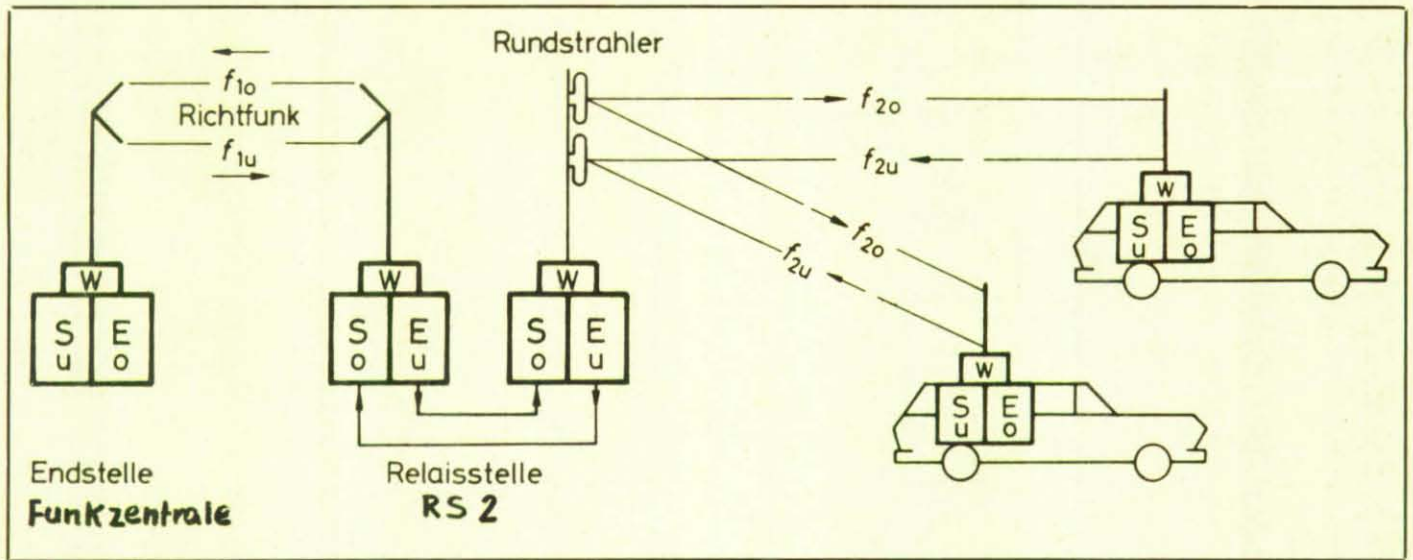 Rundstrahler
f1o
Richtfunk
f1u
f2o
f2u
f2o
f2u
W
S u E o
W
S o E u
W
S o E u
W
S u E o
W
S u E o
Endstelle
Funkzentrale
Relaisstelle
RS 2